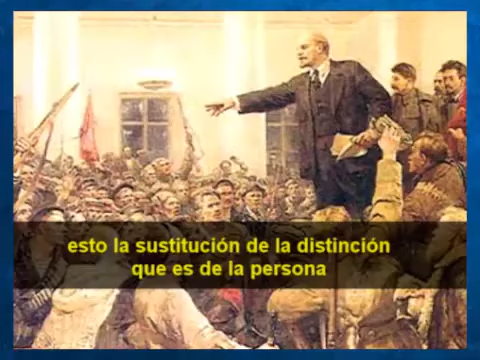 esto la sustitución de la distinción
que es de la persona